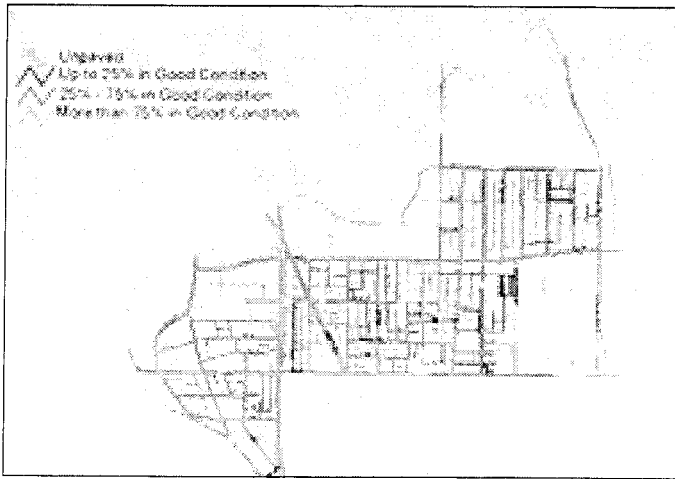 Unpaved
Up to 25% in Good Condition
25% - 75% in Good Condition
More than 75% in Good Condition